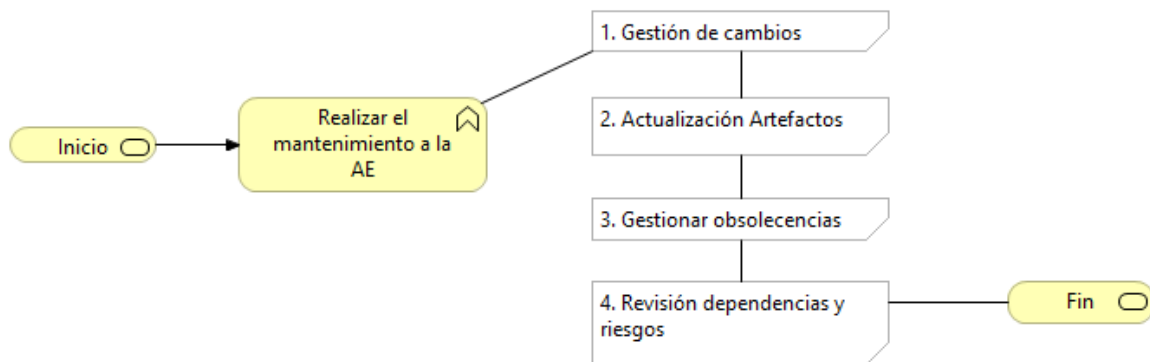 1. Gestión de cambios
Realizar el
mantenimiento a la
AE
Inicio
2. Actualización Artefactos
3. Gestionar obsolecencias
4. Revisión dependencias y
riesgos
Fin